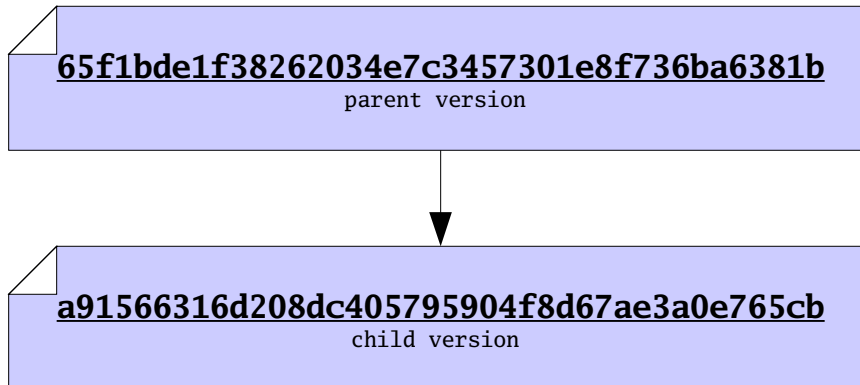 65f1bde1f38262034e7c3457301e8f736ba6381b
parent version
a91566316d208dc405795904f8d67ae3a0e765cb
child version